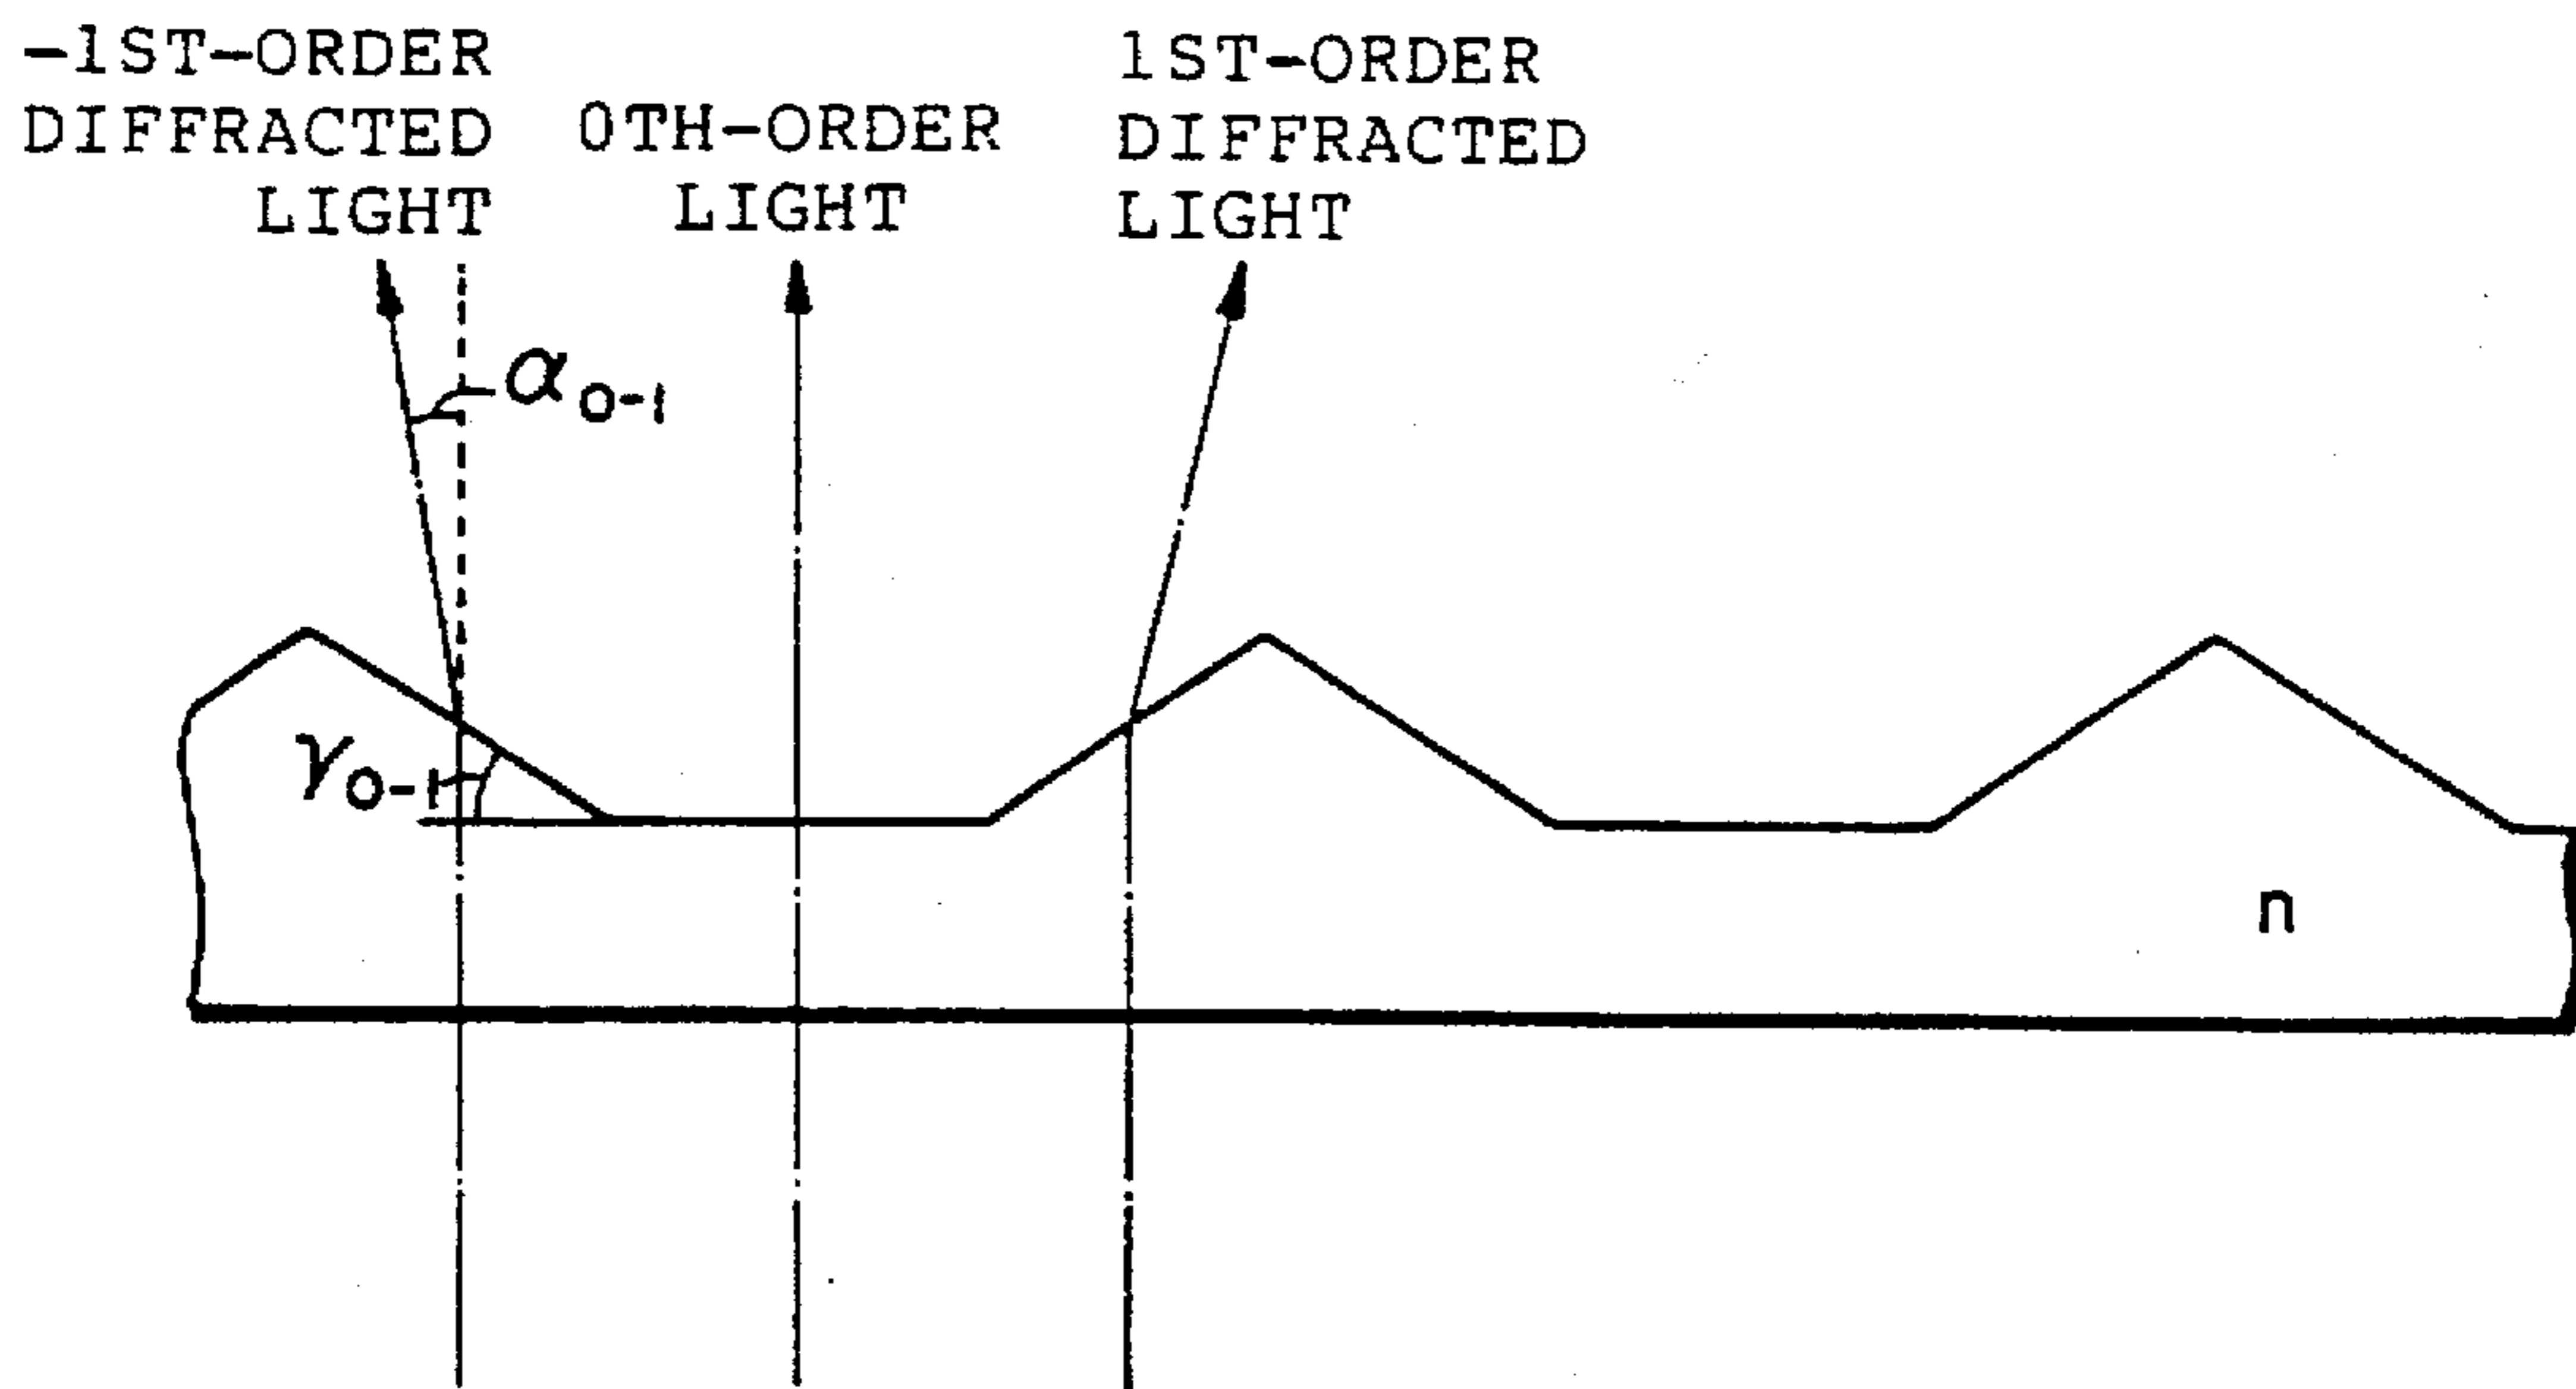 -1ST-ORDER
DIFFRACTED
LIGHT
0TH-ORDER
LIGHT
1ST-ORDER
DIFFRACTED
LIGHT
α0-1
γ0-1
n